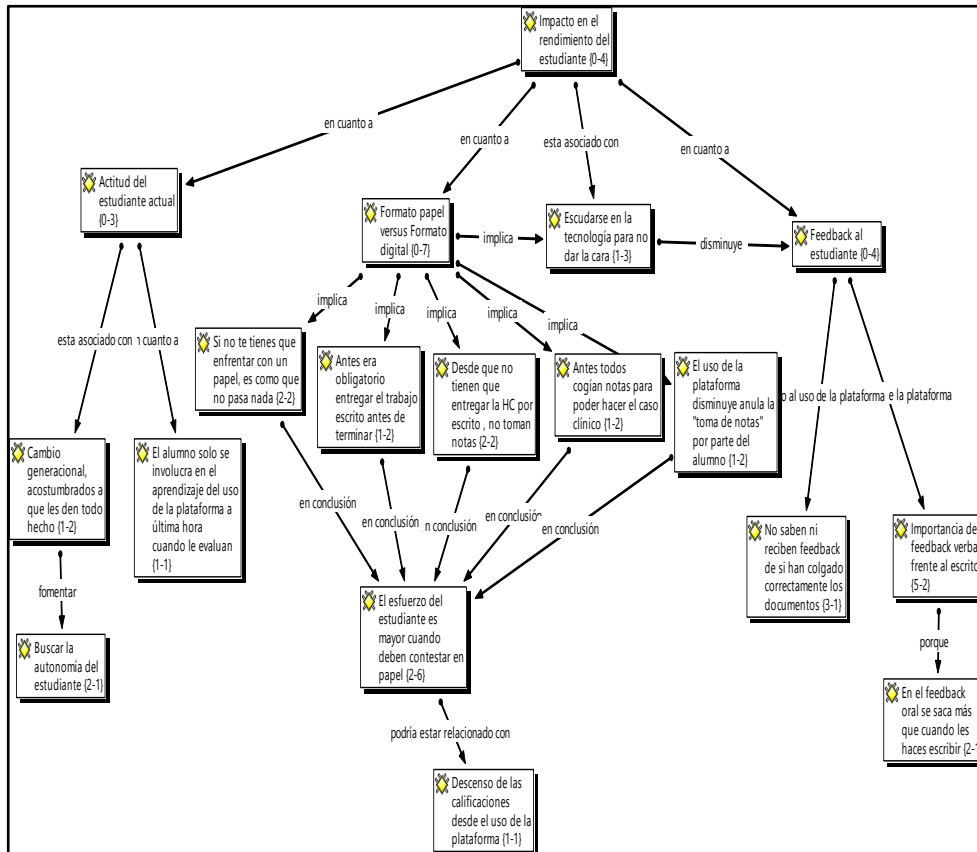 Impacto en el
rendimiento del
estudiante {0-4}
en cuanto a
en cuanto a
esta asociado con
en cuanto a
Actitud del
estudiante actual
{0-3}
Formato papel
versus Formato
digital {0-7}
implica
Escudarse en la
tecnología para no
dar la cara {1-3}
disminuye
Feedback al
estudiante {0-4}
implica
implica
implica
implica
implica
esta asociado con
n cuanto a
Si no te tienes que
enfrentar con un
papel, es como que
no pasa nada {2-2}
Antes era
obligatorio
entregar el trabajo
escrito antes de
terminar {1-2}
Desde que no
tienen que
entregar la HC por
escrito , no toman
notas {2-2}
Antes todos
cogían notas para
poder hacer el caso
clínico {1-2}
El uso de la
plataforma
disminuye anula la
"toma de notas"
por parte del
alumno {1-2}
o al uso de la plataforma
e la plataforma
Cambio
generacional,
acostumbrados a
que les den todo
hecho {1-2}
El alumno solo se
involucra en el
aprendizaje del uso
de la plataforma a
última hora
cuando le evaluan
{1-1}
en conclusión
en conclusión
n conclusión
en conclusión
en conclusión
No saben ni
reciben feedback
de si han colgado
correctamente los
documentos {3-1}
Importancia de
feedback verba
frente al escrito
{5-2}
fomentar
El esfuerzo del
estudiante es
mayor cuando
deben contestar en
papel {2-6}
porque
Buscar la
autonomía del
estudiante {2-1}
En el feedback
oral se saca más
que cuando les
haces escribir {2-1
podría estar relacionado con
Descenso de las
calificaciones
desde el uso de la
plataforma {1-1}